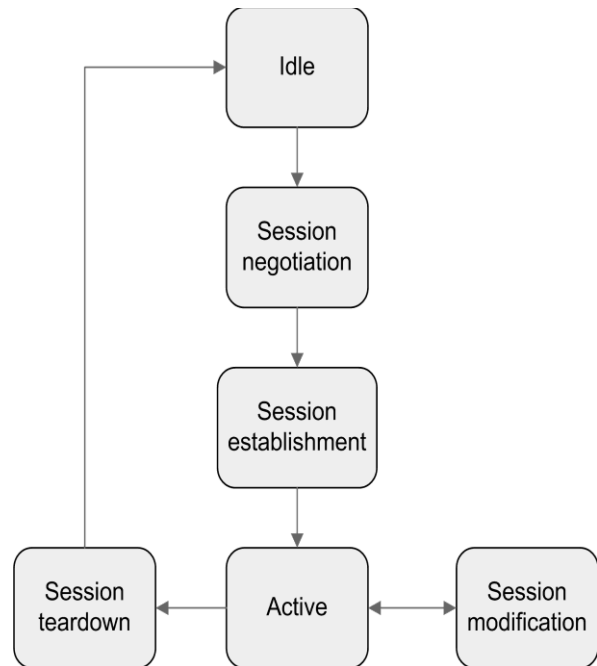 Idle
Session
negotiation
Session
establishment
Session
teardown
Active
Session
modification